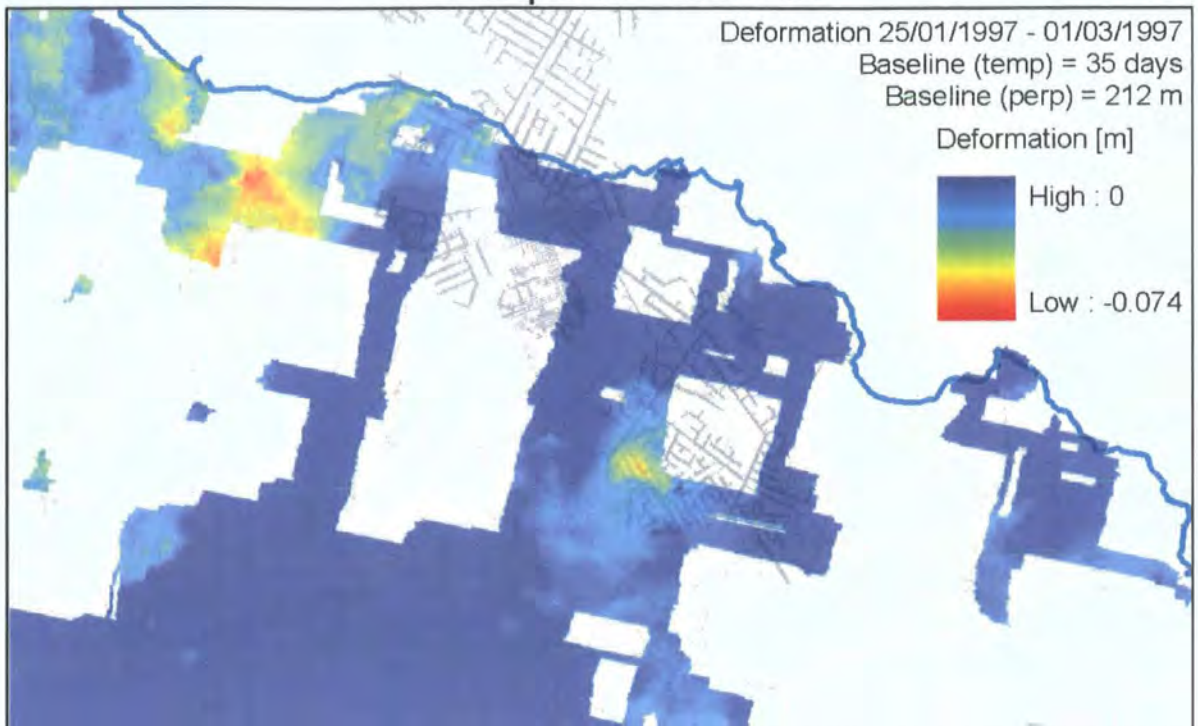 Deformation 25/01/1997 - 01/03/1997
Baseline (temp) = 35 days
Baseline (perp) = 212 m
Deformation [m]
High : 0
Low : -0.074